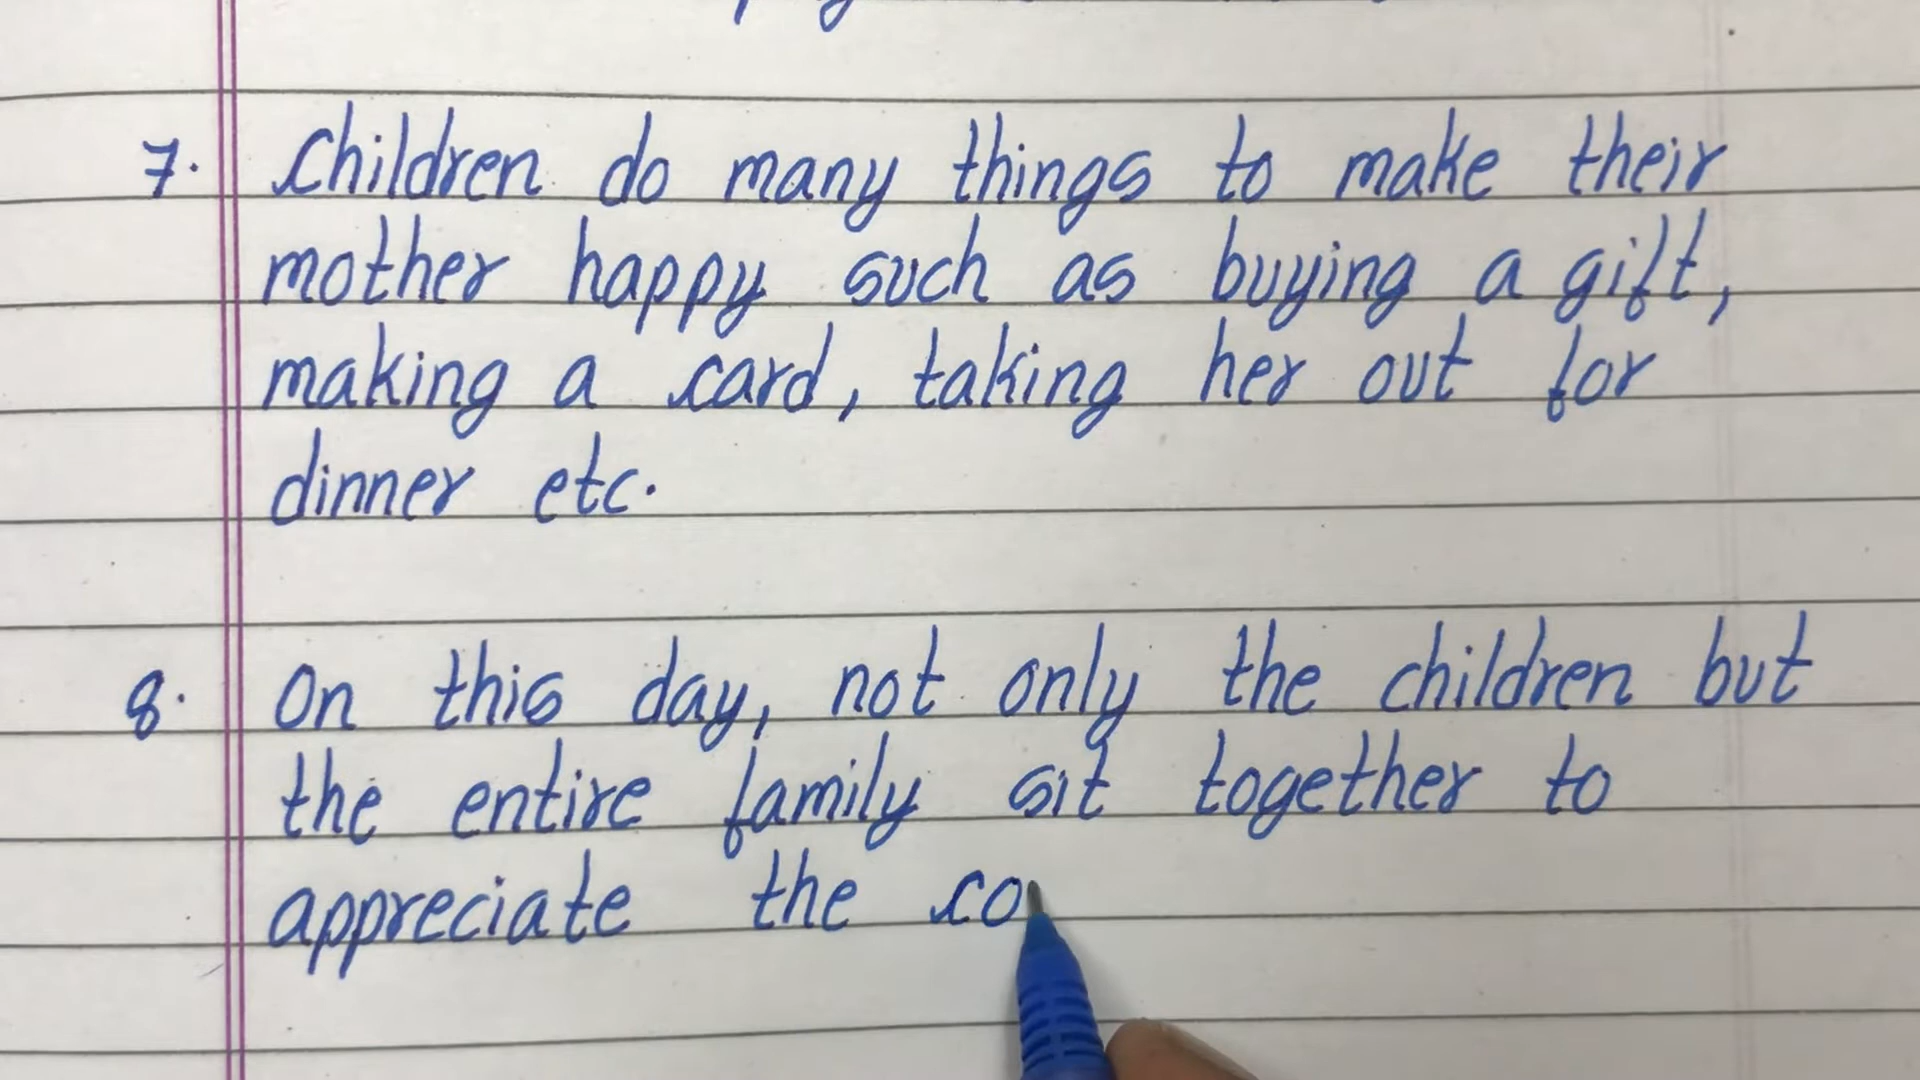 7. Children do many things to make their
mother happy such as buying a gift,
making a card, taking her out for
dinner etc.
8. On this day, not only the children but
the entire family sit together to
appreciate the co